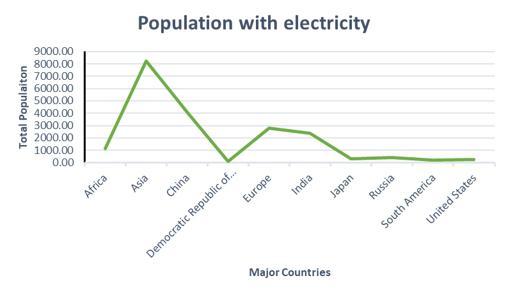 Population with electricity
9000.00
8000.00
7000.00
6000.00
5000.00
4000.00
3000.00
2000.00
1000.00
0.00
Total Populaiton
Africa
Asia
China
Democratic Republic of...
Europe
India
Japan
Russia
South America
United States
Major Countries